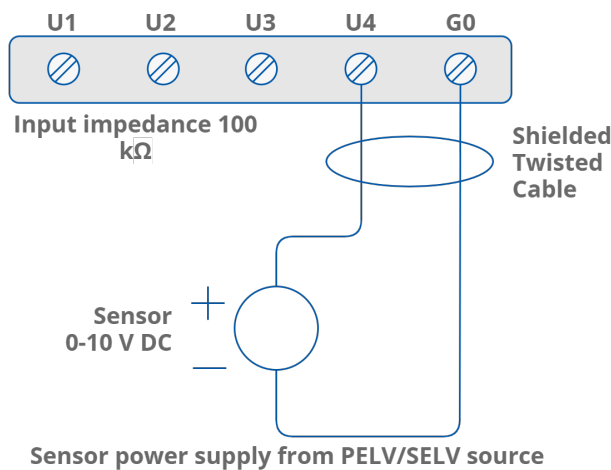 U1 U2 U3 U4 G0
Input impedance 100
kΩ
Shielded
Twisted
Cable
+
Sensor
0-10 V DC
—
Sensor power supply from PELV/SELV source